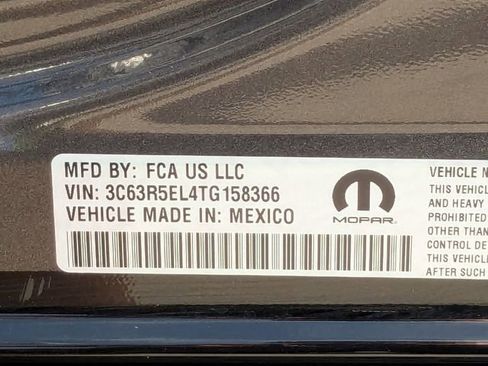 MFD BY: FCA US LLC
VIN: 3C63R5EL4TG158366
VEHICLE MADE IN: MEXICO
MOPAR
VEHICLE N
THIS VEHICL
AND HEAVY
PROHIBITED
OTHER THAN
CONTROL DE
THIS VEHICL
AFTER SUCH